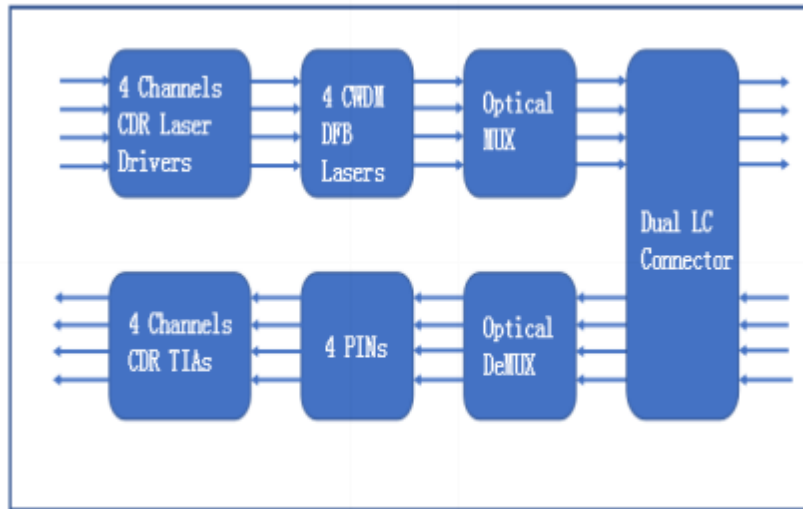 4 Channels
CDR Laser
Drivers
4 CWDM
DFB
Lasers
Optical
MUX
Dual LC
Connector
4 Channels
CDR TIAs
4 PINs
Optical
DeMUX